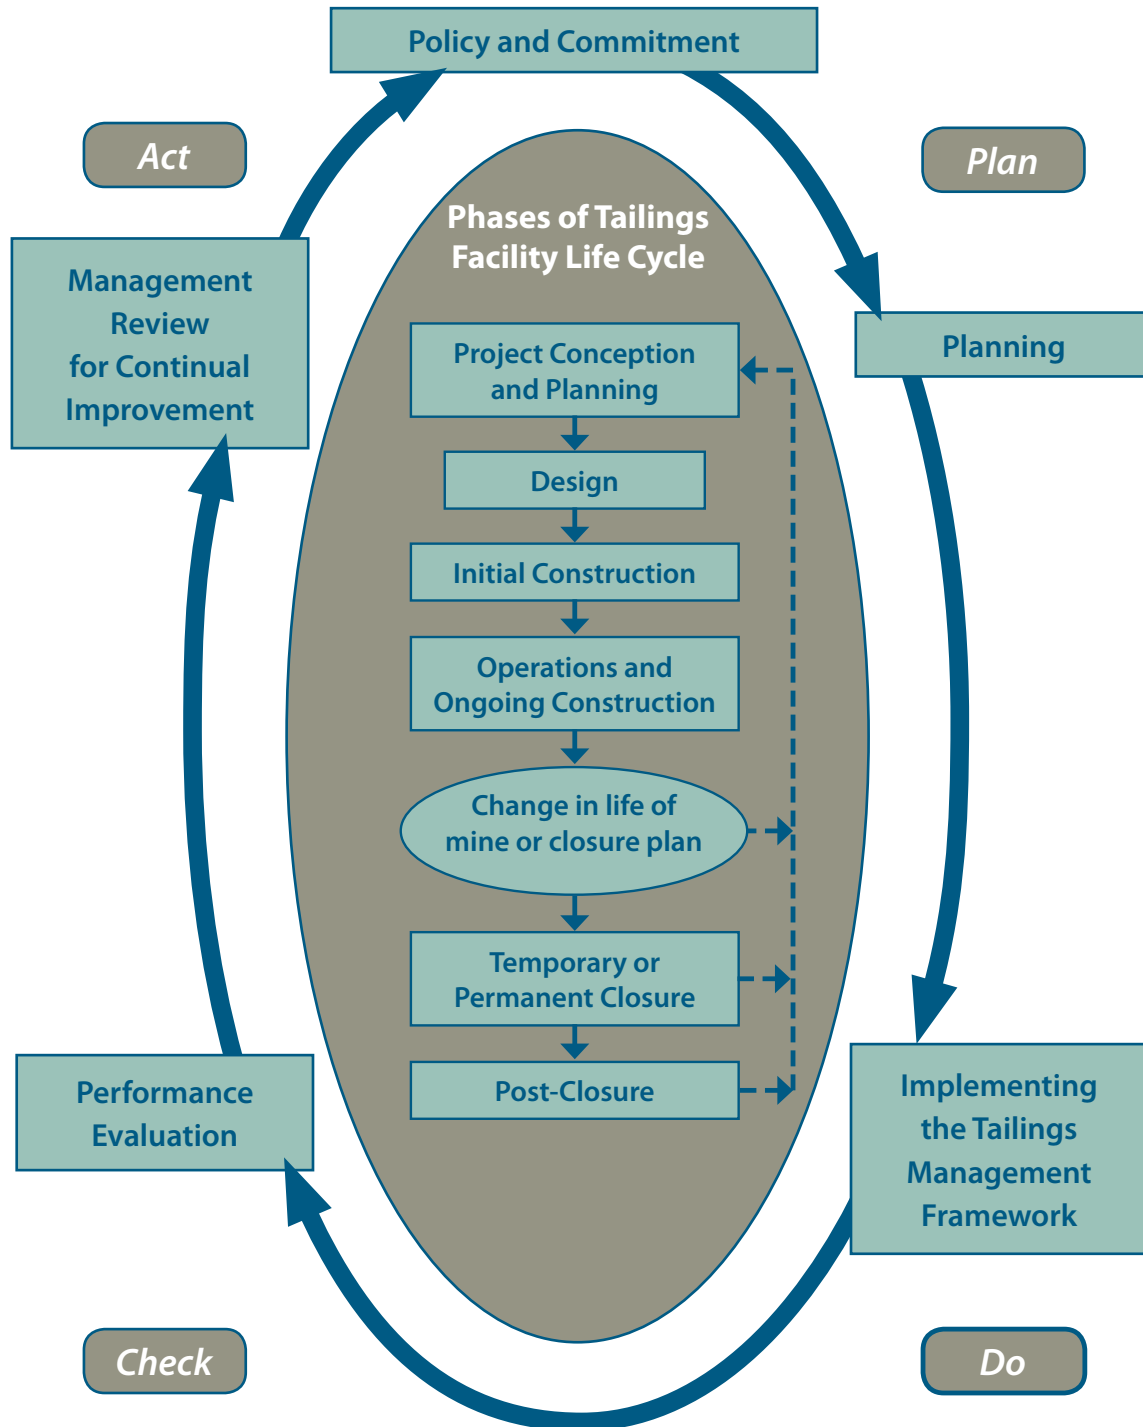 Policy and Commitment
Act
Plan
Phases of Tailings
Facility Life Cycle
Management
Review
for Continual
Improvement
Planning
Project Conception
and Planning
Design
Initial Construction
Operations and
Ongoing Construction
Change in life of
mine or closure plan
Temporary or
Permanent Closure
Post-Closure
Performance
Evaluation
Implementing
the Tailings
Management
Framework
Check
Do